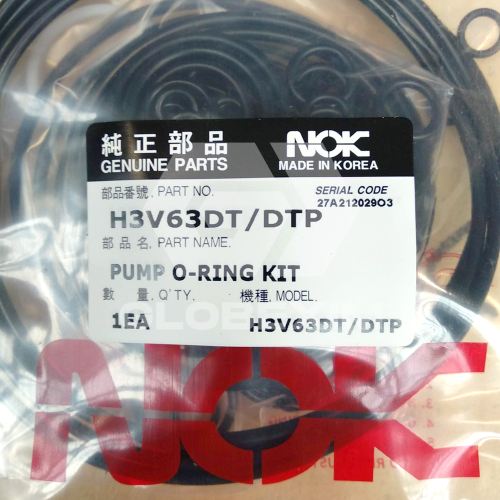 純正部品
NOK
GENUINE PARTS
MADE IN KOREA
部品番號, PART NO.
SERIAL CODE
27A21202903
H3V63DT/DTP
部品名, PART NAME.
PUMP O-RING KIT
數 量, Q'TY,
機種, MODEL.
1EA
H3V63DT/DTP
NOK